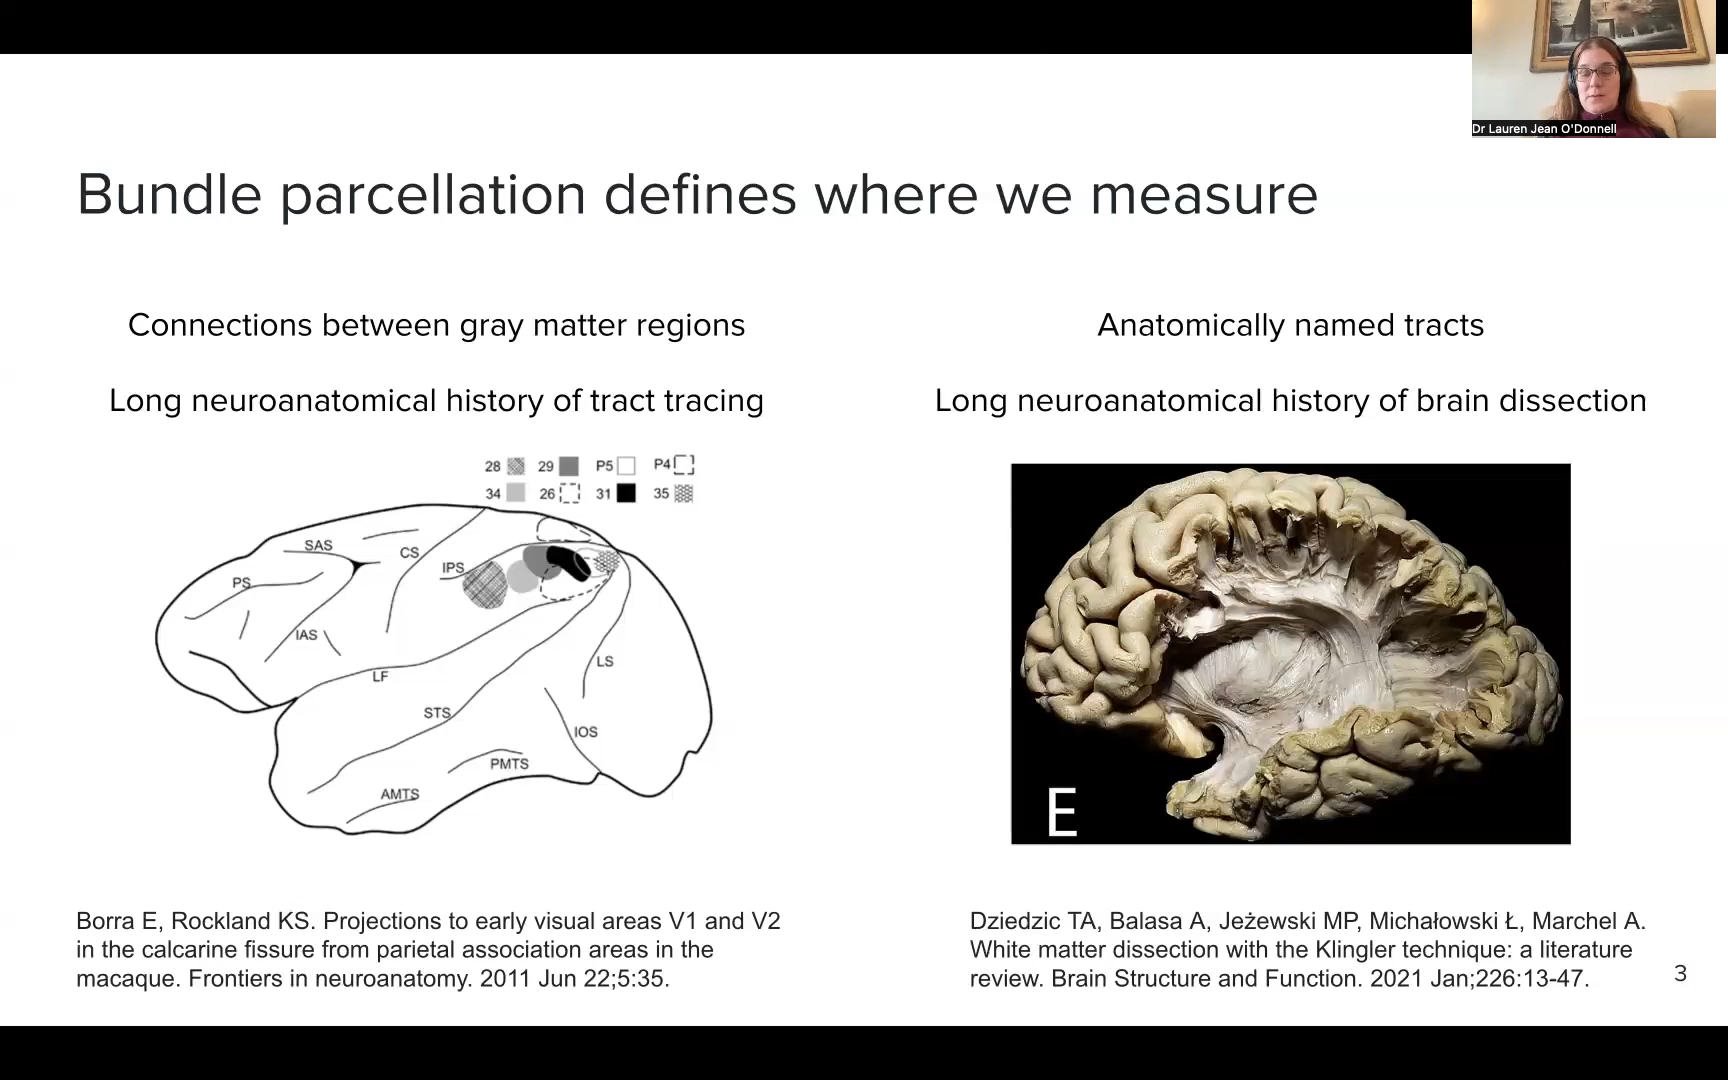 Dr Lauren Jean O'Donnell
Bundle parcellation defines where we measure
Connections between gray matter regions
Long neuroanatomical history of tract tracing
28 29 P5 P4
34 26 31 35
SAS
CS
IPS
PS
IAS
LF
LS
STS
IOS
PMTS
AMTS
Borra E, Rockland KS. Projections to early visual areas V1 and V2
in the calcarine fissure from parietal association areas in the
macaque. Frontiers in neuroanatomy. 2011 Jun 22;5:35.
Anatomically named tracts
Long neuroanatomical history of brain dissection
E
Dziedzic TA, Balasa A, Jeżewski MP, Michałowski Ł, Marchel A.
White matter dissection with the Klingler technique: a literature
review. Brain Structure and Function. 2021 Jan;226:13-47.
3